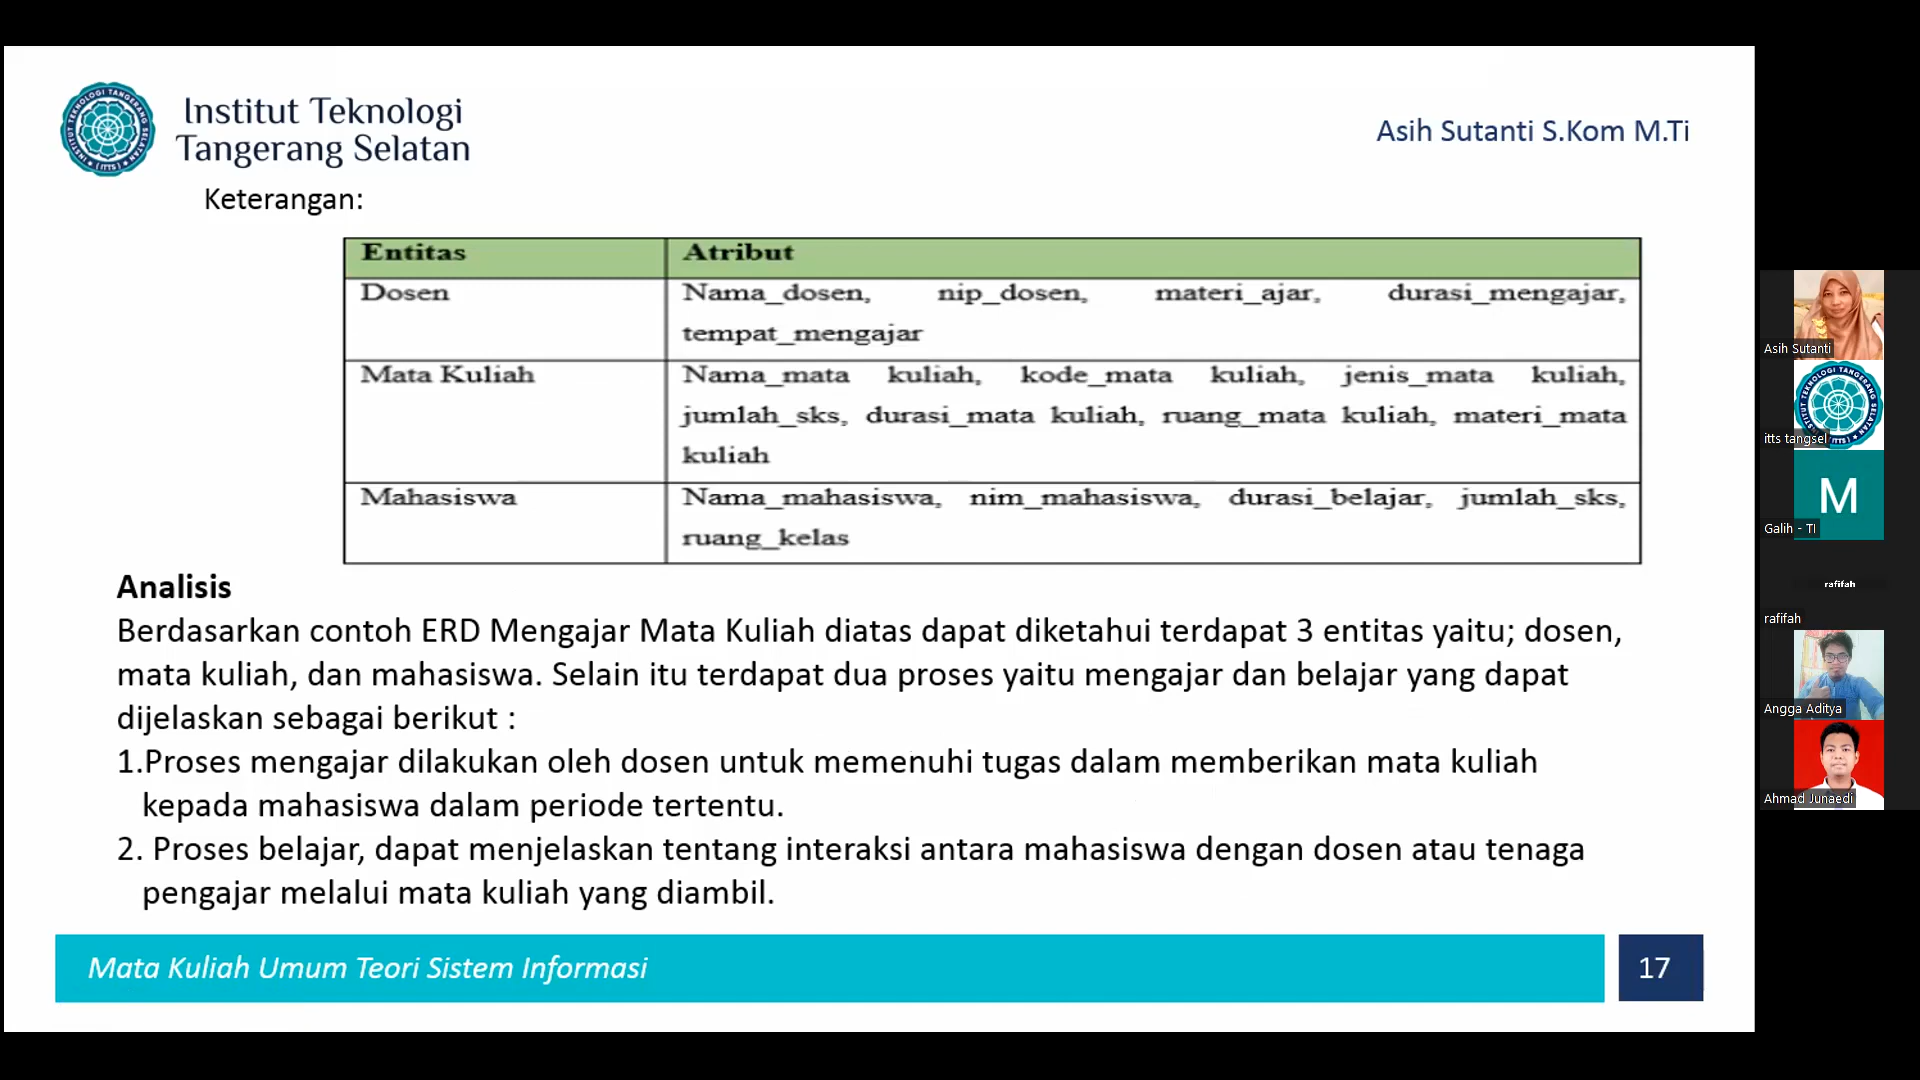 Institut Teknologi
Tangerang Selatan
Asih Sutanti S.Kom M.Ti
Keterangan:
Entitas Atribut
Dosen Nama_dosen, nip_dosen, materi_ajar, durasi_mengajar,
tempat_mengajar
Mata Kuliah Nama_mata kuliah, kode_mata kuliah, jenis_mata kuliah,
jumlah_sks, durasi_mata kuliah, ruang_mata kuliah, materi_mata
kuliah
Mahasiswa Nama_mahasiswa, nim_mahasiswa, durasi_belajar, jumlah_sks,
ruang_kelas
Analisis
Berdasarkan contoh ERD Mengajar Mata Kuliah diatas dapat diketahui terdapat 3 entitas yaitu; dosen,
mata kuliah, dan mahasiswa. Selain itu terdapat dua proses yaitu mengajar dan belajar yang dapat
dijelaskan sebagai berikut :
1.Proses mengajar dilakukan oleh dosen untuk memenuhi tugas dalam memberikan mata kuliah
kepada mahasiswa dalam periode tertentu.
2. Proses belajar, dapat menjelaskan tentang interaksi antara mahasiswa dengan dosen atau tenaga
pengajar melalui mata kuliah yang diambil.
Mata Kuliah Umum Teori Sistem Informasi
17
Asih Sutanti
itts tangsel
M
Galih - TI
rafifah
rafifah
Angga Aditya
Ahmad Junaedi
INSTITUT TEKNOLOGI TANGERANG SELATAN
(ITTS)